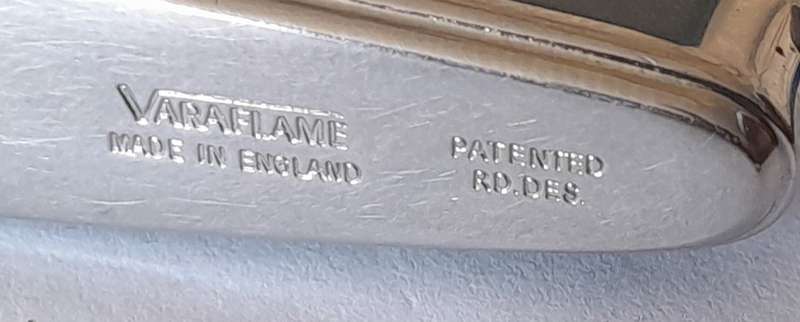 VARAFLAME
MADE IN ENGLAND
PATENTED
RD.DES.